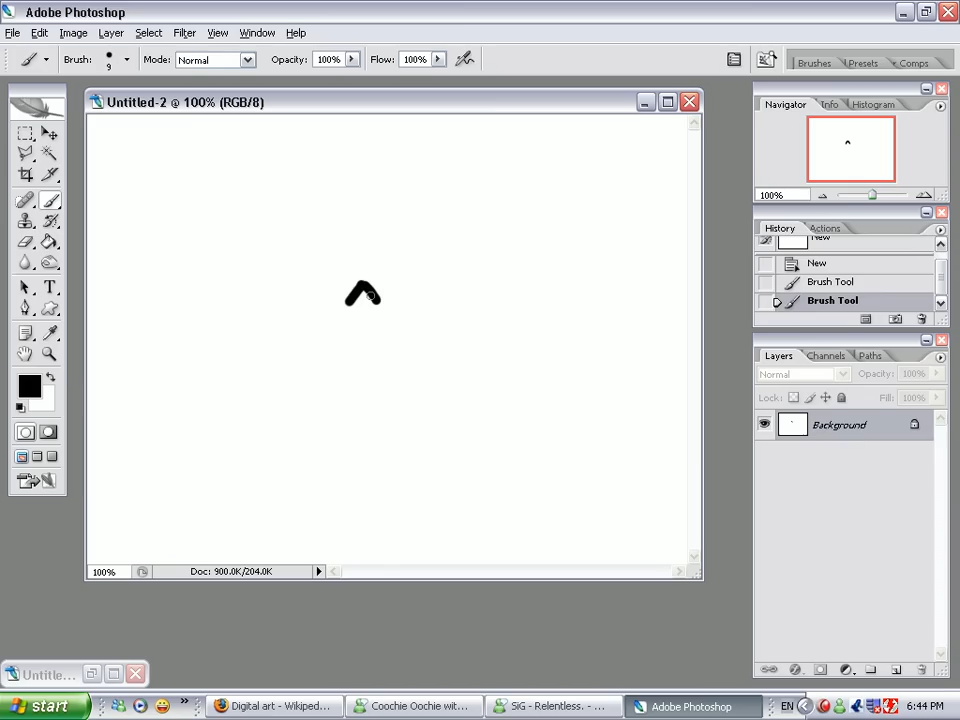 Adobe Photoshop
File Edit Image Layer Select Filter View Window Help
Brush: 9 Mode: Normal Opacity: 100% Flow: 100%
Brushes Presets Comps
Untitled-2 @ 100% (RGB/8)
Navigator Info Histogram
100%
History Actions
New
New
Brush Tool
Brush Tool
Layers Channels Paths
Normal Opacity: 100%
Lock: Fill: 100%
Background
T
100% Doc: 900.0K/204.0K
Untitle...
start Digital art - Wikiped... Coochie Oochie wit... SiG - Relentless. - ... Adobe Photoshop EN 6:44 PM